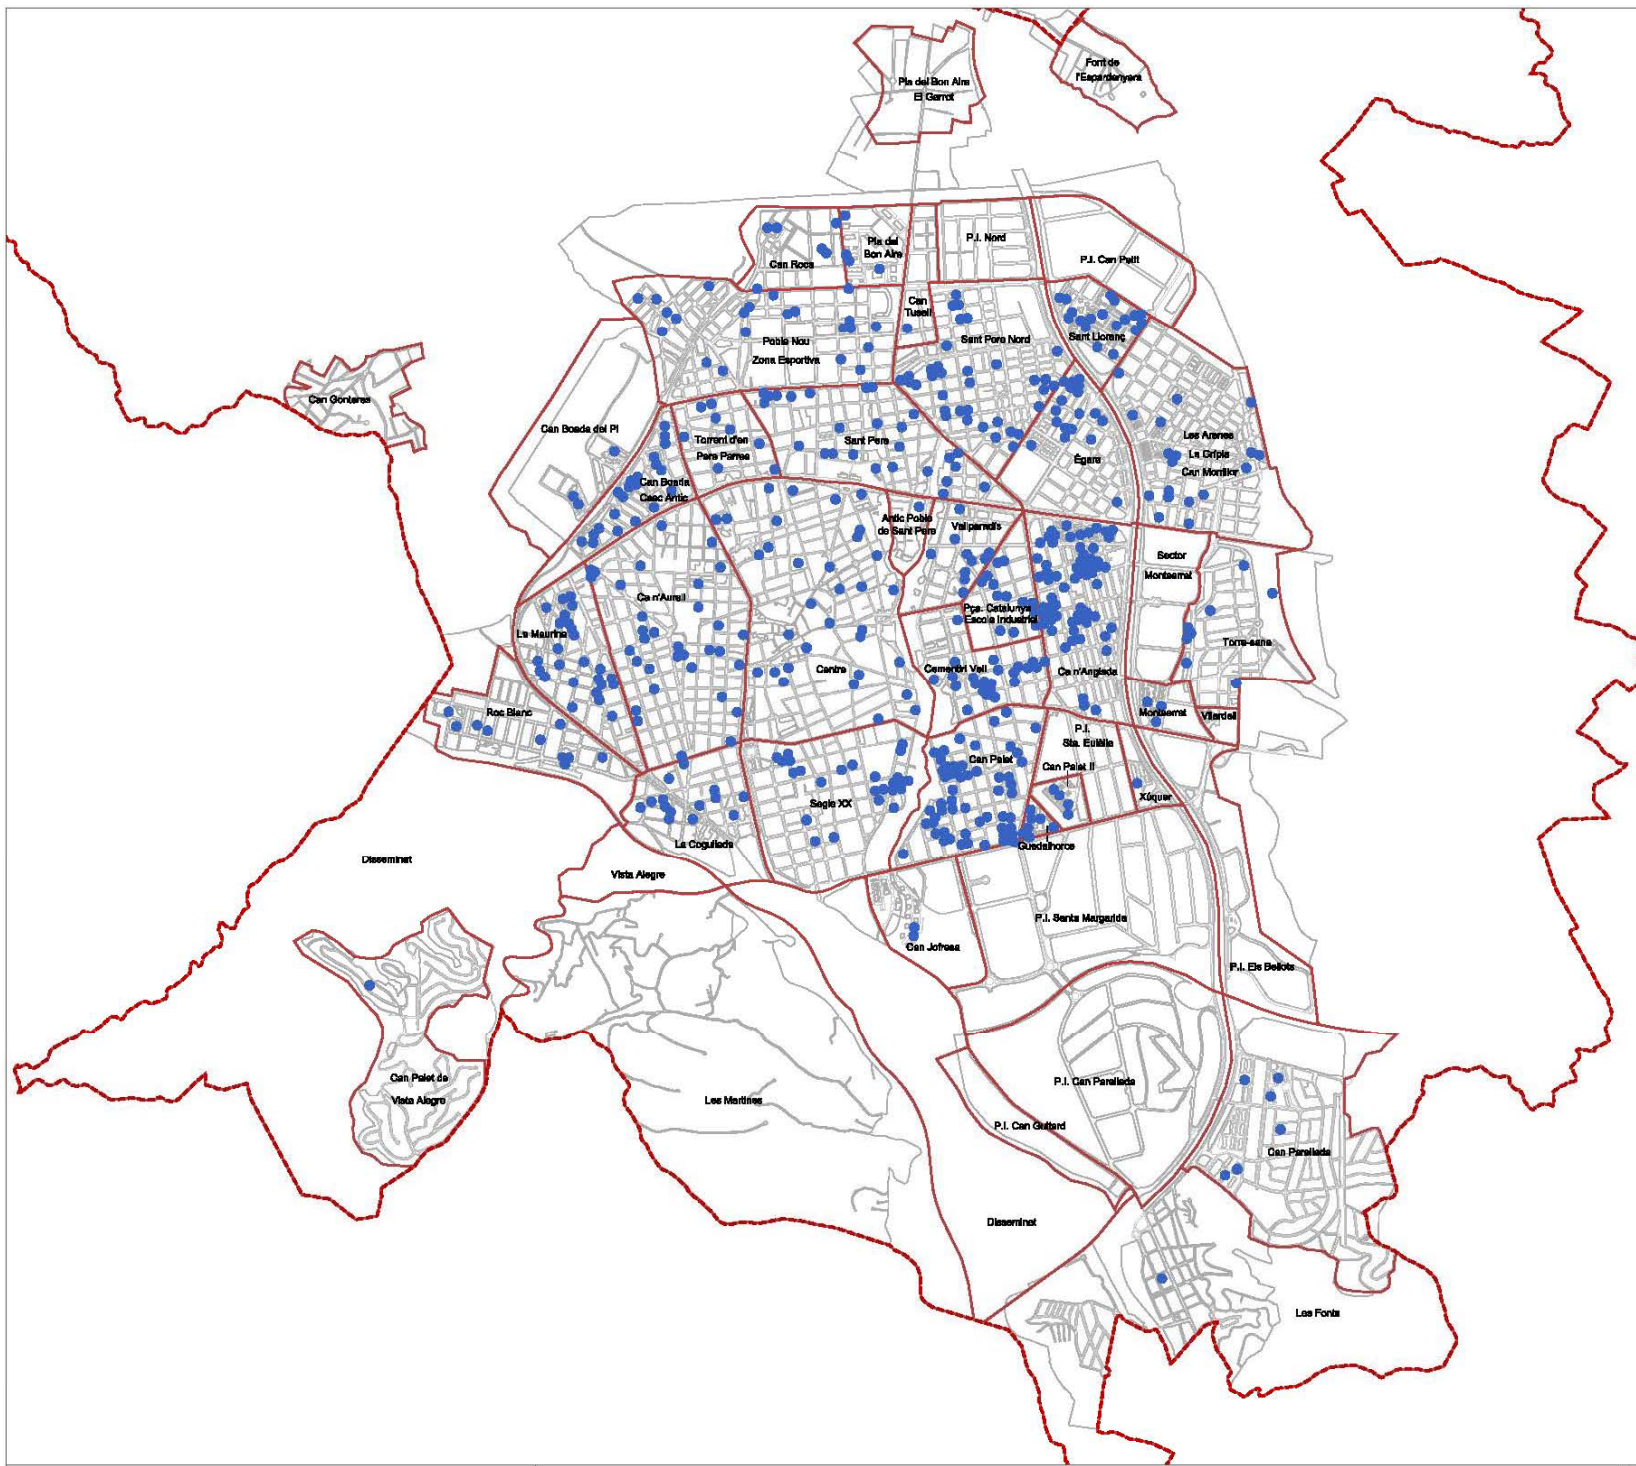 Font de
l'Espardenyera
Pla del Bon Aire
El Garrot
P.I. Nord
Pla del
Bon Aire
P.I. Can Petit
Can Roca
Can
Tusell
Sant Llorenç
Sant Pere Nord
Poble Nou
Zona Esportiva
Can Gonteres
Can Boada del Pi
Les Arenes
La Grípia
Can Montllor
Torrent d'en
Pere Parres
Sant Pere
Ègara
Can Boada
Casc Antic
Antic Poble
de Sant Pere
Vallparadís
Sector
Montserrat
Ca n'Aurell
Pça. Catalunya
Escola Industrial
La Maurina
Torre-sana
Centre
Cementiri Vell
Ca n'Anglada
Roc Blanc
Montserrat
Vilardell
P.I.
Sta. Eulàlia
Can Palet
Can Palet II
Xúquer
Segle XX
La Cogullada
Guadalhorce
Disseminat
Vista Alegre
P.I. Santa Margarida
Can Jofresa
P.I. Els Bellots
Can Palet de
Vista Alegre
P.I. Can Parellada
Les Martines
P.I. Can Guitard
Can Parellada
Disseminat
Les Fonts